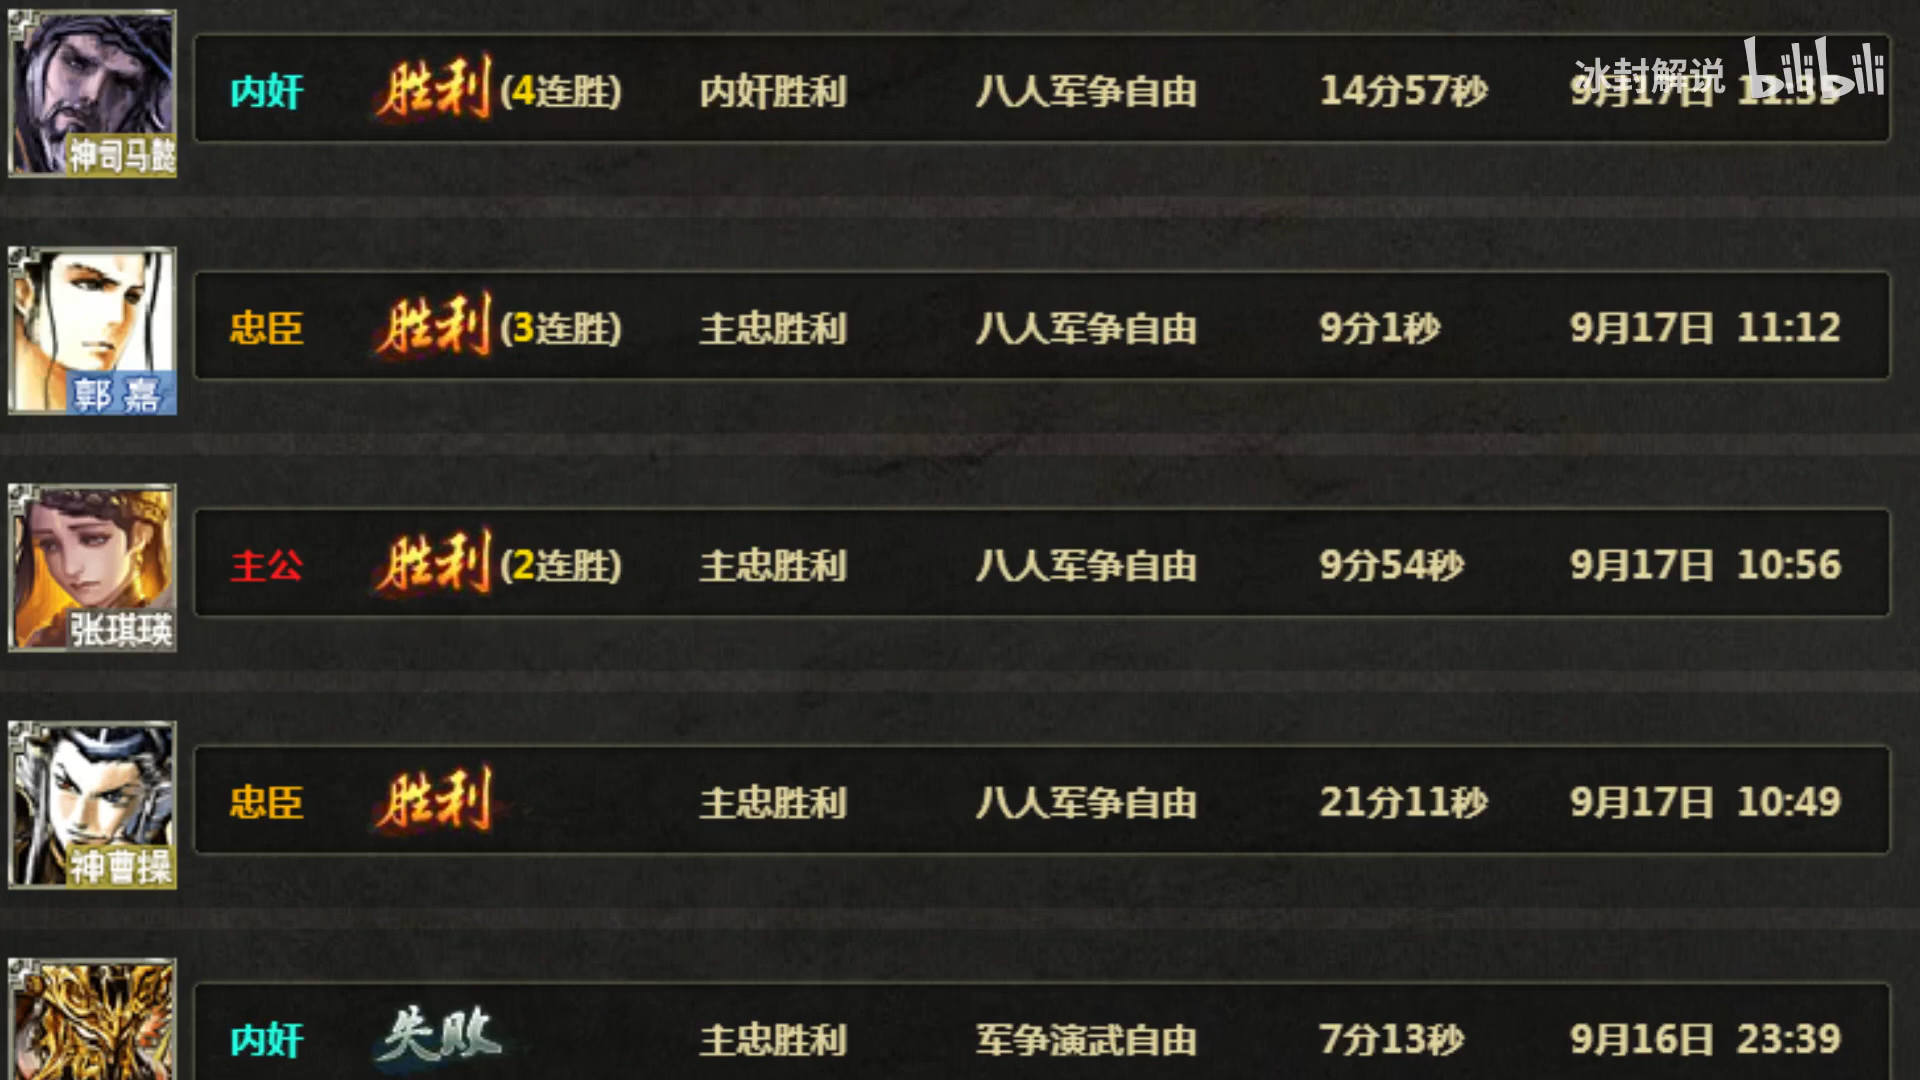 内奸 胜利 (4连胜) 内奸胜利 八人军争自由 14分57秒 9月17日
冰封解说 bilibili
神司马懿
忠臣 胜利 (3连胜) 主忠胜利 八人军争自由 9分1秒 9月17日 11:12
郭嘉
主公 胜利 (2连胜) 主忠胜利 八人军争自由 9分54秒 9月17日 10:56
张琪瑛
忠臣 胜利 主忠胜利 八人军争自由 21分11秒 9月17日 10:49
神曹操
内奸 失败 主忠胜利 军争演武自由 7分13秒 9月16日 23:39